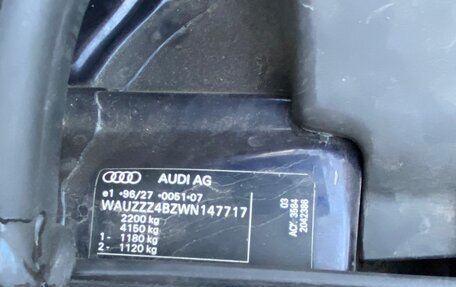 AUDI AG
e1 *96/27 *0051*07
WAUZZZ4BZWN147717
2200 kg
4150 kg
1- 1180 kg
2- 1120 kg
03
ACY. 3584
2042386